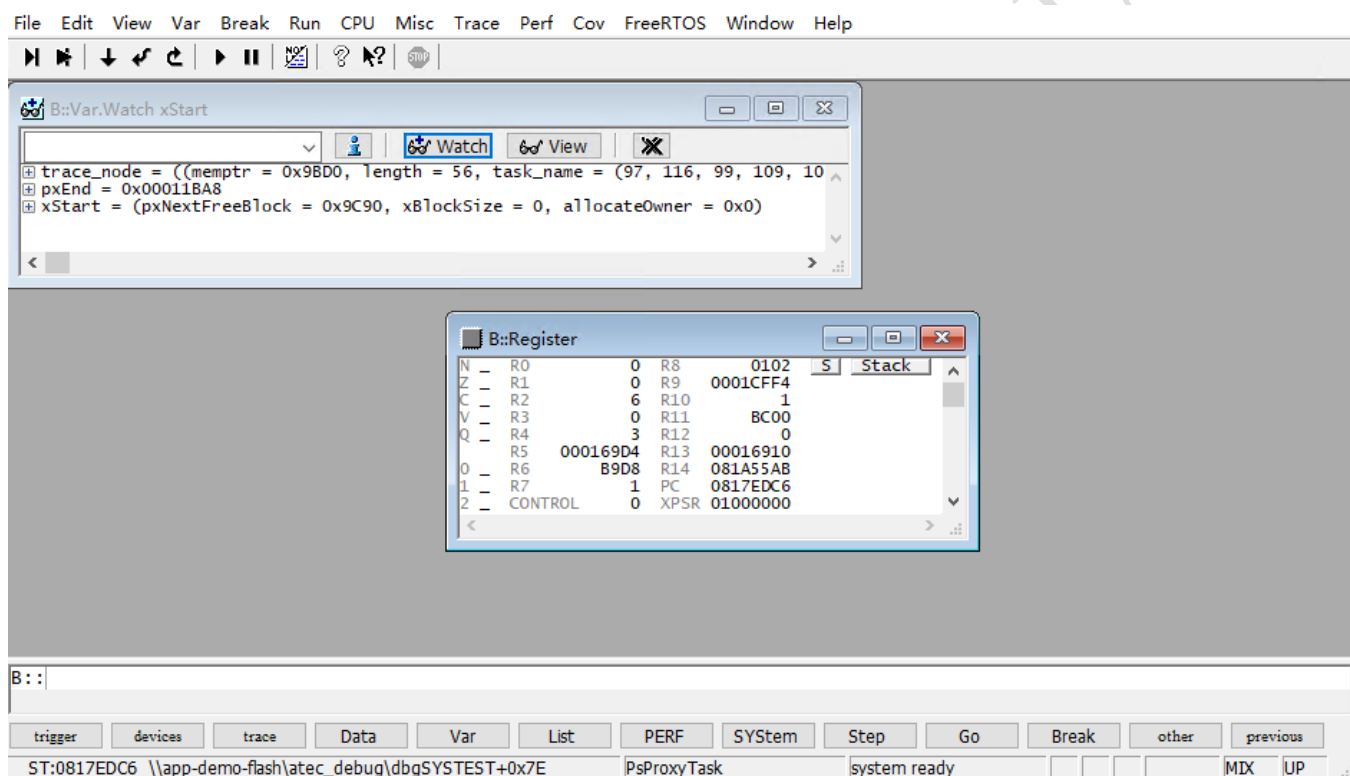 File Edit View Var Break Run CPU Misc Trace Perf Cov FreeRTOS Window Help
NOP STOP
B::Var.Watch xStart
Watch View
trace_node = ((memptr = 0x9BD0, length = 56, task_name = (97, 116, 99, 109, 10
pxEnd = 0x00011BA8
xStart = (pxNextFreeBlock = 0x9C90, xBlockSize = 0, allocateOwner = 0x0)
B::Register
N _ R0 0 R8 0102 S Stack
Z _ R1 0 R9 0001CFF4
C _ R2 6 R10 1
V _ R3 0 R11 BC00
Q _ R4 3 R12 0
R5 000169D4 R13 00016910
0 _ R6 B9D8 R14 081A55AB
1 _ R7 1 PC 0817EDC6
2 _ CONTROL 0 XPSR 01000000
B::
trigger devices trace Data Var List PERF SYStem Step Go Break other previous
ST:0817EDC6 \\app-demo-flash\atec_debug\dbgSYSTEST+0x7E PsProxyTask system ready MIX UP